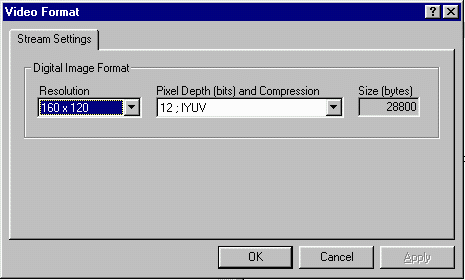 Video Format
Stream Settings
Digital Image Format
Resolution Pixel Depth (bits) and Compression Size (bytes)
160 x 120 12 ; IYUV 28800
OK Cancel Apply